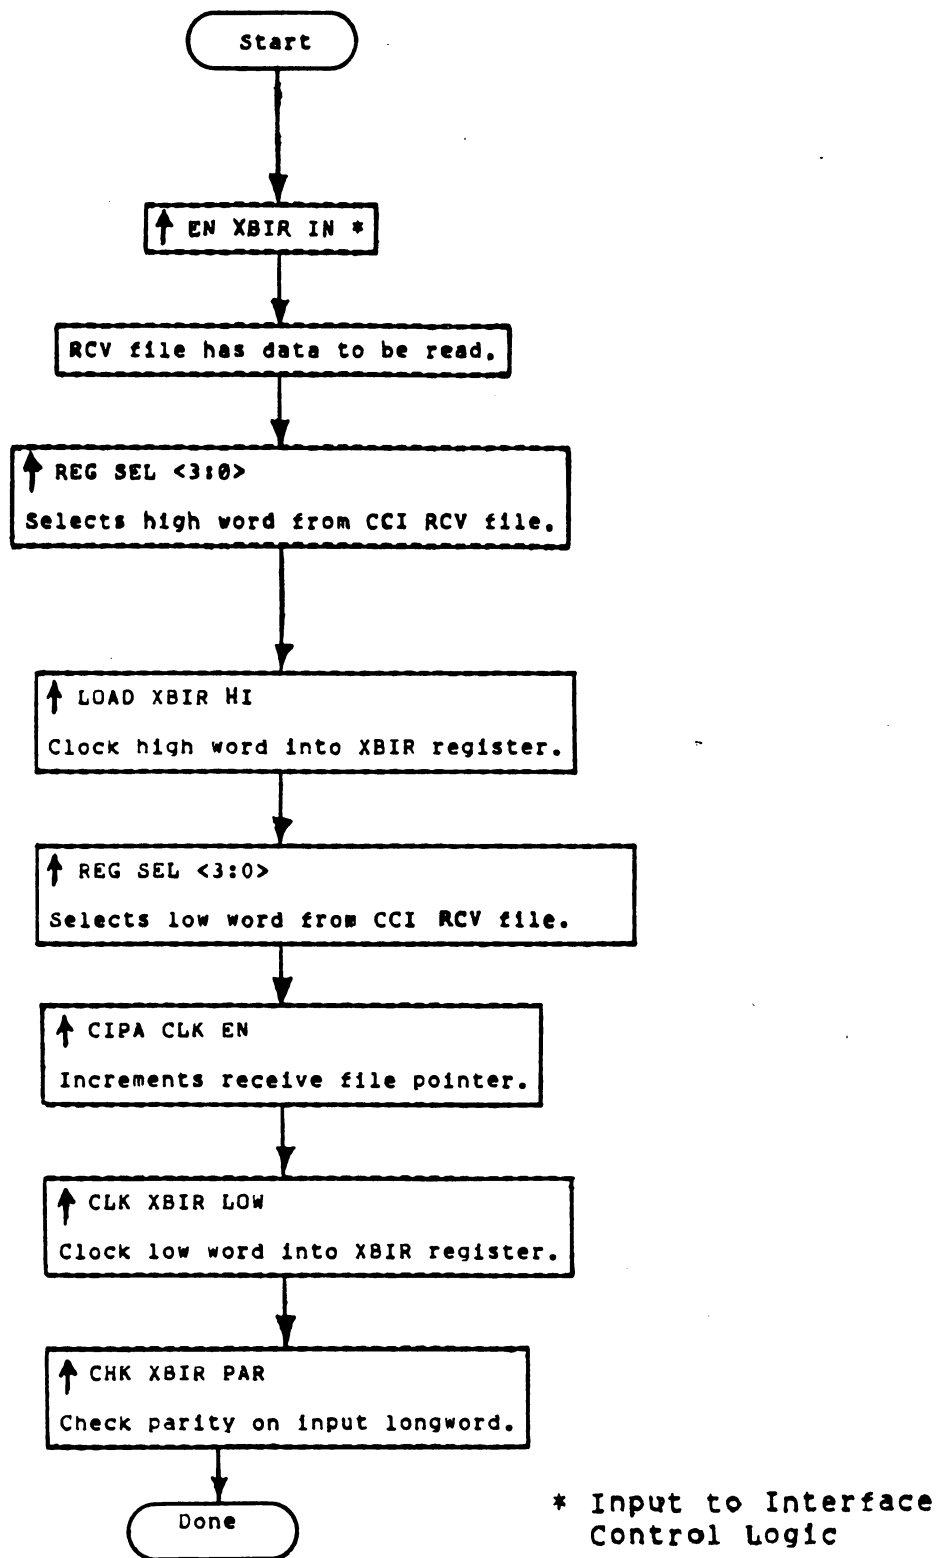 Start
↑ EN XBIR IN *
RCV file has data to be read.
↑ REG SEL <3:0>
Selects high word from CCI RCV file.
↑ LOAD XBIR HI
Clock high word into XBIR register.
↑ REG SEL <3:0>
Selects low word from CCI RCV file.
↑ CIPA CLK EN
Increments receive file pointer.
↑ CLK XBIR LOW
Clock low word into XBIR register.
↑ CHK XBIR PAR
Check parity on input longword.
Done
* Input to Interface
Control Logic